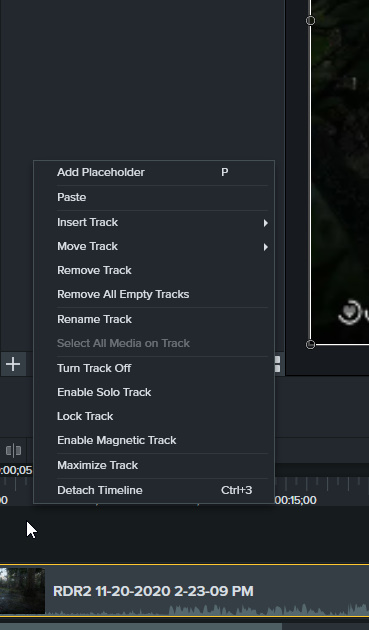 Add Placeholder P
Paste
Insert Track
Move Track
Remove Track
Remove All Empty Tracks
Rename Track
Select All Media on Track
Turn Track Off
Enable Solo Track
Lock Track
Enable Magnetic Track
Maximize Track
Detach Timeline Ctrl+3
:00;05
00:15;00
RDR2 11-20-2020 2-23-09 PM